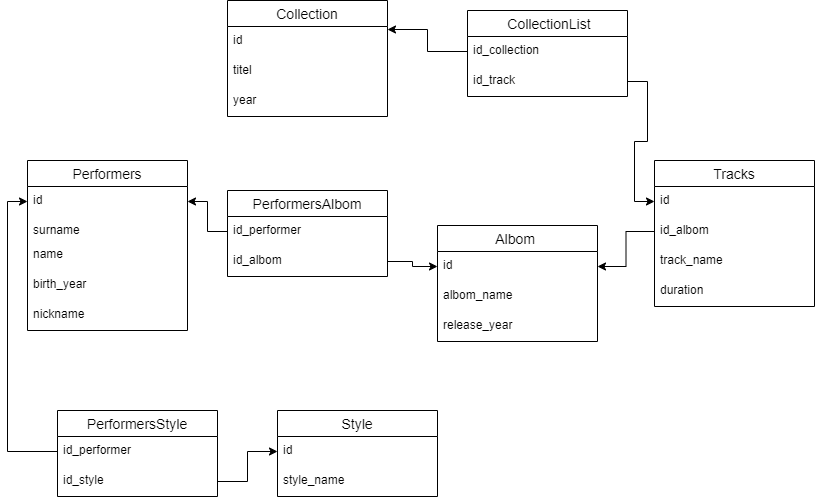 Collection
id
titel
year
CollectionList
id_collection
id_track
Performers
id
surname
name
birth_year
nickname
PerformersAlbom
id_performer
id_albom
Albom
id
albom_name
release_year
Tracks
id
id_albom
track_name
duration
PerformersStyle
id_performer
id_style
Style
id
style_name